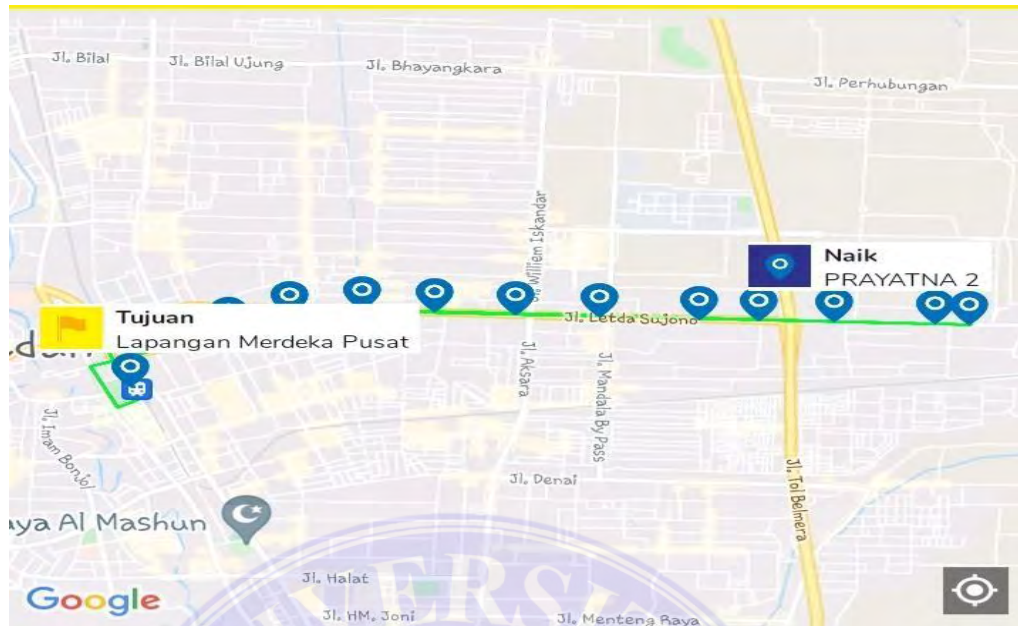 Jl. Bilal
Jl. Bilal Ujung
Jl. Bhayangkara
Jl. Perhubungan
Jl. Williem Iskandar
Naik
PRAYATNA 2
Tujuan
Lapangan Merdeka Pusat
Jl. Letda Sujono
Jl. Aksara
Jl. Mandala By Pass
Jl. Imam Bonjol
Jl. Denai
Jl. Tol Belmera
aya Al Mashun
Jl. Halat
Google
Jl. HM. Joni
Jl. Menteng Raya
VERSI